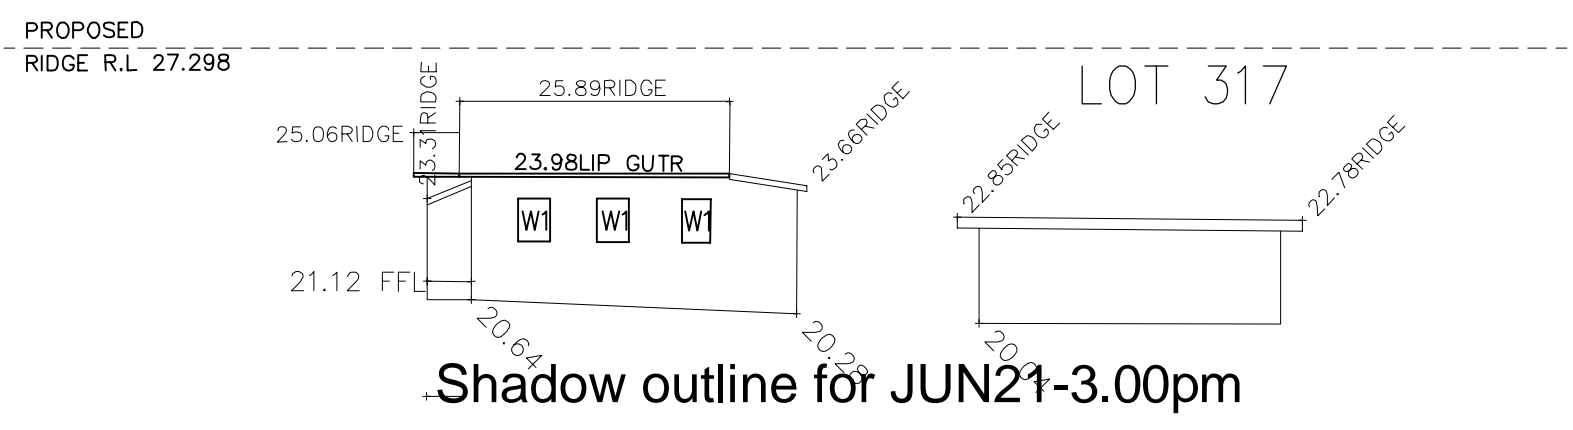 PROPOSED
RIDGE R.L 27.298
LOT 317
25.89RIDGE
25.06RIDGE
23.31RIDGE
23.66RIDGE
23.98LIP GUTR
22.85RIDGE
22.78RIDGE
W1 W1 W1
21.12 FFL
20.64
20.28
20.04
Shadow outline for JUN21-3.00pm